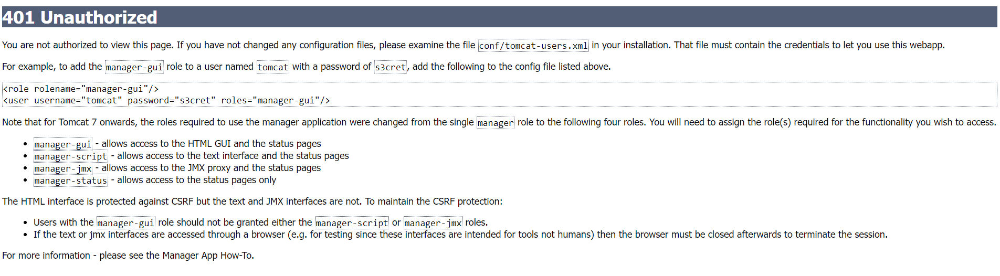 401 Unauthorized
You are not authorized to view this page. If you have not changed any configuration files, please examine the file conf/tomcat-users.xml in your installation. That file must contain the credentials to let you use this webapp.
For example, to add the manager-gui role to a user named tomcat with a password of s3cret, add the following to the config file listed above.
<role rolename="manager-gui"/>
<user username="tomcat" password="s3cret" roles="manager-gui"/>
Note that for Tomcat 7 onwards, the roles required to use the manager application were changed from the single manager role to the following four roles. You will need to assign the role(s) required for the functionality you wish to access.
• manager-gui - allows access to the HTML GUI and the status pages
• manager-script - allows access to the text interface and the status pages
• manager-jmx - allows access to the JMX proxy and the status pages
• manager-status - allows access to the status pages only
The HTML interface is protected against CSRF but the text and JMX interfaces are not. To maintain the CSRF protection:
• Users with the manager-gui role should not be granted either the manager-script or manager-jmx roles.
• If the text or jmx interfaces are accessed through a browser (e.g. for testing since these interfaces are intended for tools not humans) then the browser must be closed afterwards to terminate the session.
For more information - please see the Manager App How-To.